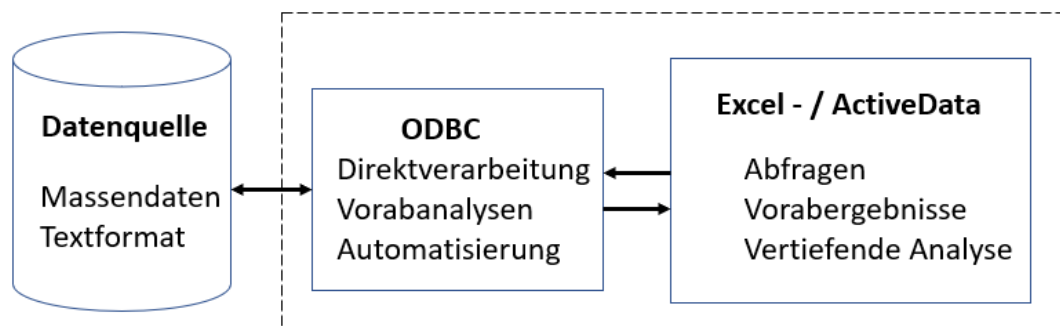 Datenquelle
Massendaten
Textformat
ODBC
Direktverarbeitung
Vorabanalysen
Automatisierung
Excel - / ActiveData
Abfragen
Vorabergebnisse
Vertiefende Analyse